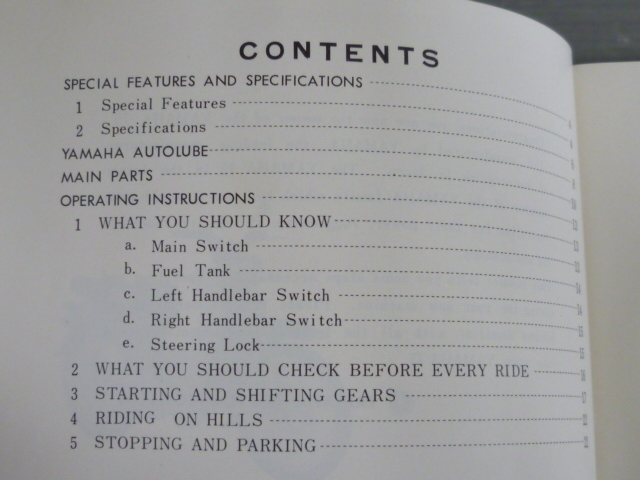 CONTENTS
SPECIAL FEATURES AND SPECIFICATIONS
1 Special Features
2 Specifications
YAMAHA AUTOLUBE
MAIN PARTS
OPERATING INSTRUCTIONS
1 WHAT YOU SHOULD KNOW
a. Main Switch
b. Fuel Tank
c. Left Handlebar Switch
d. Right Handlebar Switch
e. Steering Lock
2 WHAT YOU SHOULD CHECK BEFORE EVERY RIDE
3 STARTING AND SHIFTING GEARS
4 RIDING ON HILLS
5 STOPPING AND PARKING